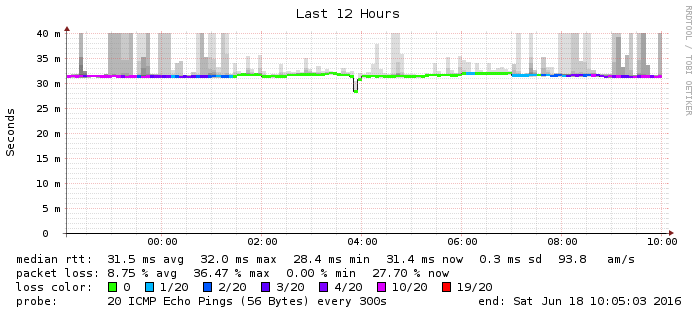 Last 12 Hours
RRDTOOL / TOBI OETIKER
Seconds
40 m
35 m
30 m
25 m
20 m
15 m
10 m
5 m
0
00:00 02:00 04:00 06:00 08:00 10:00
median rtt: 31.5 ms avg 32.0 ms max 28.4 ms min 31.4 ms now 0.3 ms sd 93.8 am/s
packet loss: 8.75 % avg 36.47 % max 0.00 % min 27.70 % now
loss color: 0 1/20 2/20 3/20 4/20 10/20 19/20
probe: 20 ICMP Echo Pings (56 Bytes) every 300s end: Sat Jun 18 10:05:03 2016